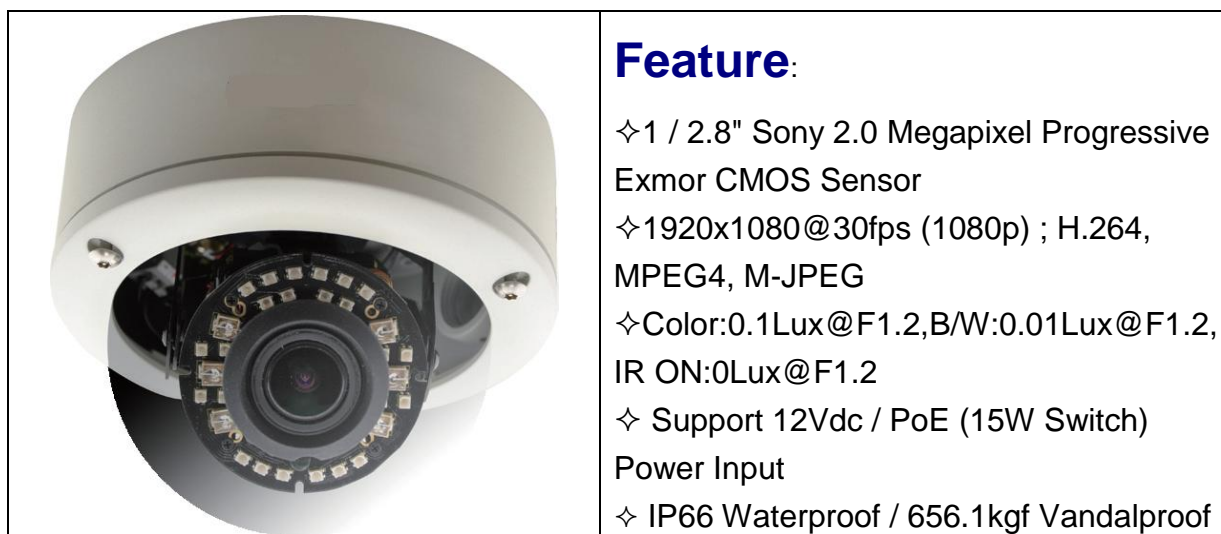 Feature:
✧1 / 2.8" Sony 2.0 Megapixel Progressive
Exmor CMOS Sensor
✧1920x1080@30fps (1080p) ; H.264,
MPEG4, M-JPEG
✧Color:0.1Lux@F1.2,B/W:0.01Lux@F1.2,
IR ON:0Lux@F1.2
✧ Support 12Vdc / PoE (15W Switch)
Power Input
✧ IP66 Waterproof / 656.1kgf Vandalproof